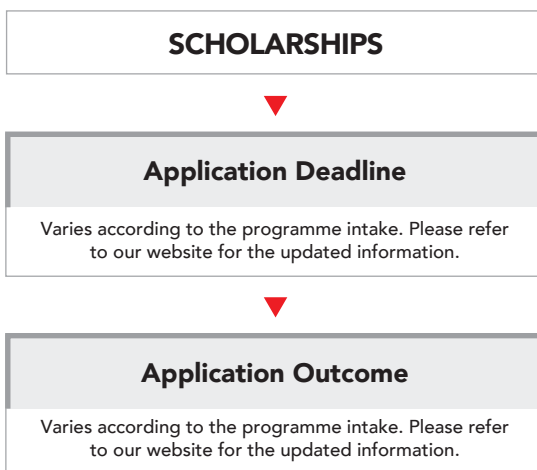 SCHOLARSHIPS
Application Deadline
Varies according to the programme intake. Please refer
to our website for the updated information.
Application Outcome
Varies according to the programme intake. Please refer
to our website for the updated information.